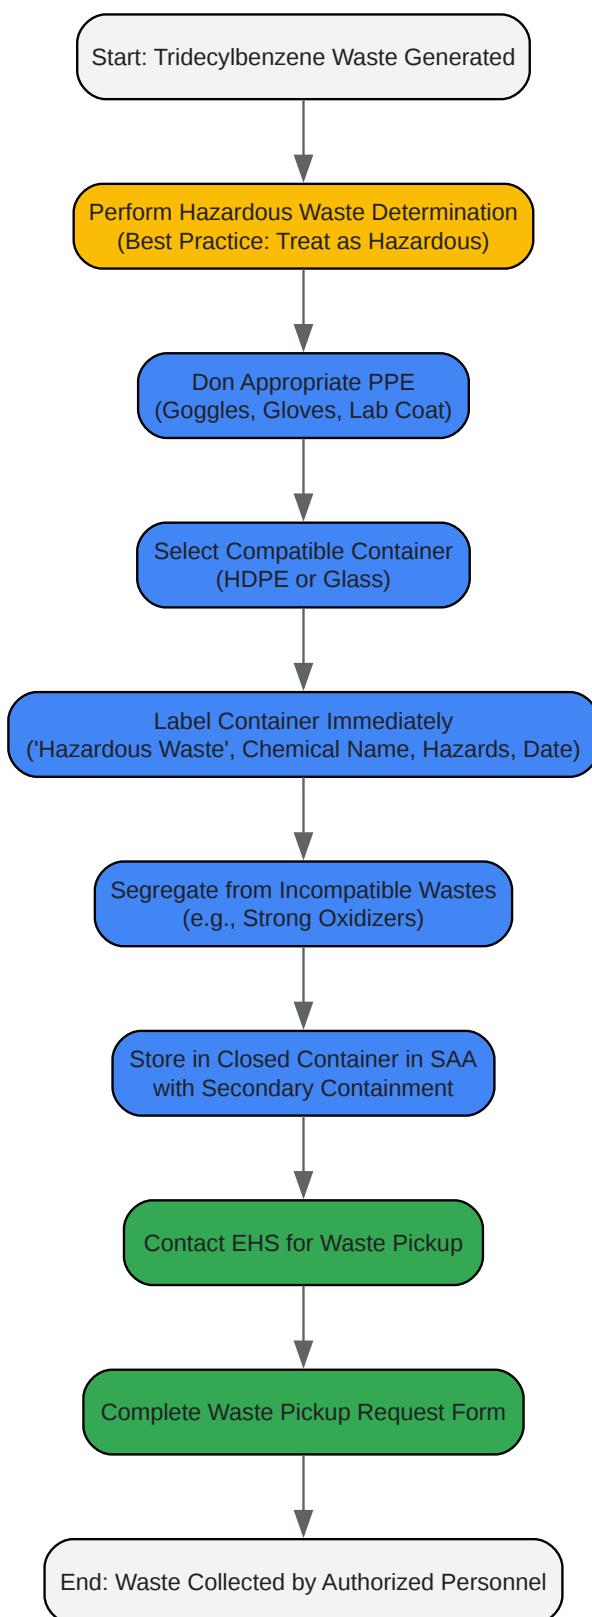 Start: Tridecylbenzene Waste Generated
Perform Hazardous Waste Determination
(Best Practice: Treat as Hazardous)
Don Appropriate PPE
(Goggles, Gloves, Lab Coat)
Select Compatible Container
(HDPE or Glass)
Label Container Immediately
('Hazardous Waste', Chemical Name, Hazards, Date)
Segregate from Incompatible Wastes
(e.g., Strong Oxidizers)
Store in Closed Container in SAA
with Secondary Containment
Contact EHS for Waste Pickup
Complete Waste Pickup Request Form
End: Waste Collected by Authorized Personnel